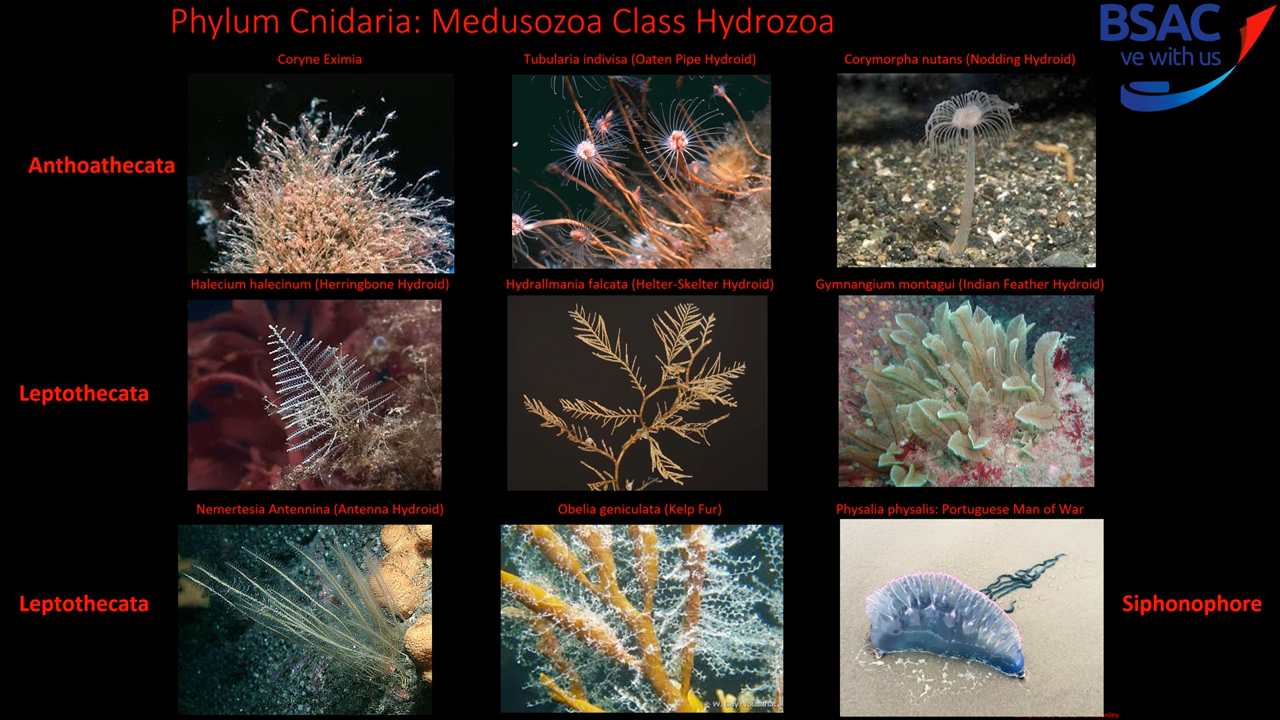 Phylum Cnidaria: Medusozoa Class Hydrozoa
BSAC
ve with us
Coryne Eximia
Tubularia indivisa (Oaten Pipe Hydroid)
Corymorpha nutans (Nodding Hydroid)
Anthoathecata
Halecium halecinum (Herringbone Hydroid)
Hydrallmania falcata (Helter-Skelter Hydroid)
Gymnangium montagui (Indian Feather Hydroid)
Leptothecata
Nemertesia Antennina (Antenna Hydroid)
Obelia geniculata (Kelp Fur)
Physalia physalis: Portuguese Man of War
Leptothecata
Siphonophore